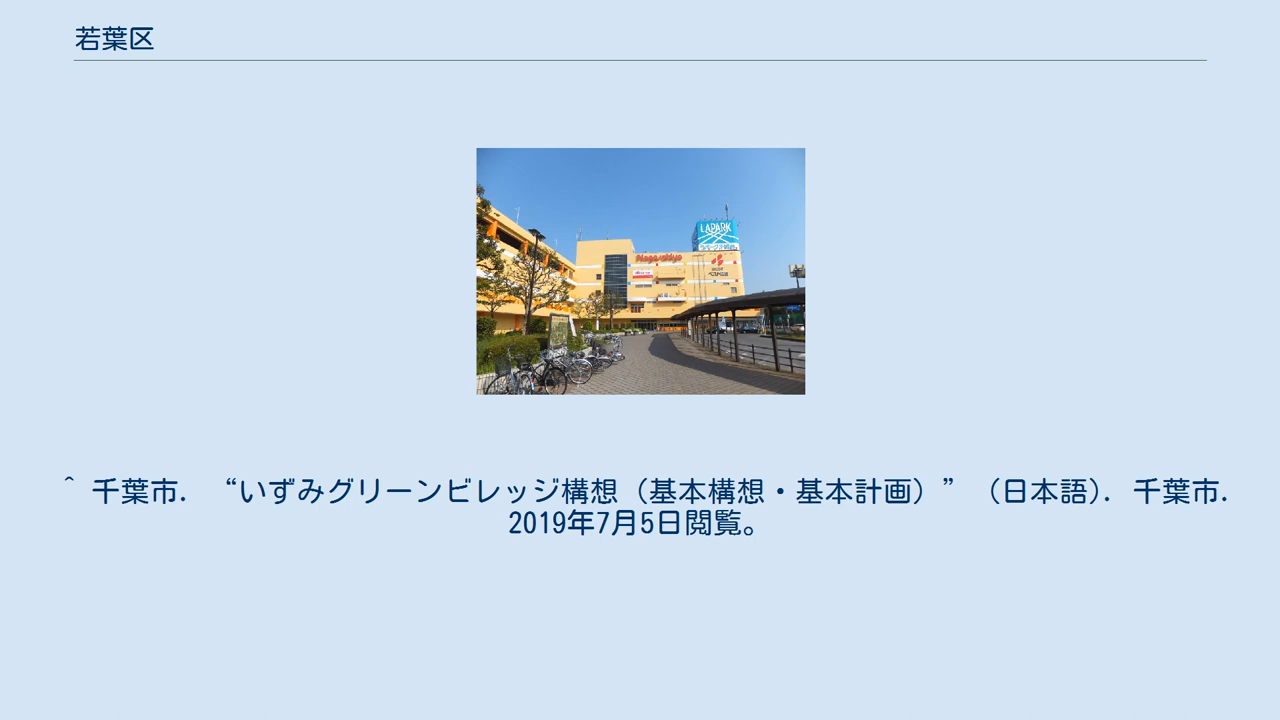 若葉区
LAPARK
Nagasakiya
^ 千葉市. “いずみグリーンビレッジ構想（基本構想・基本計画）” （日本語). 千葉市.
2019年7月5日閲覧。